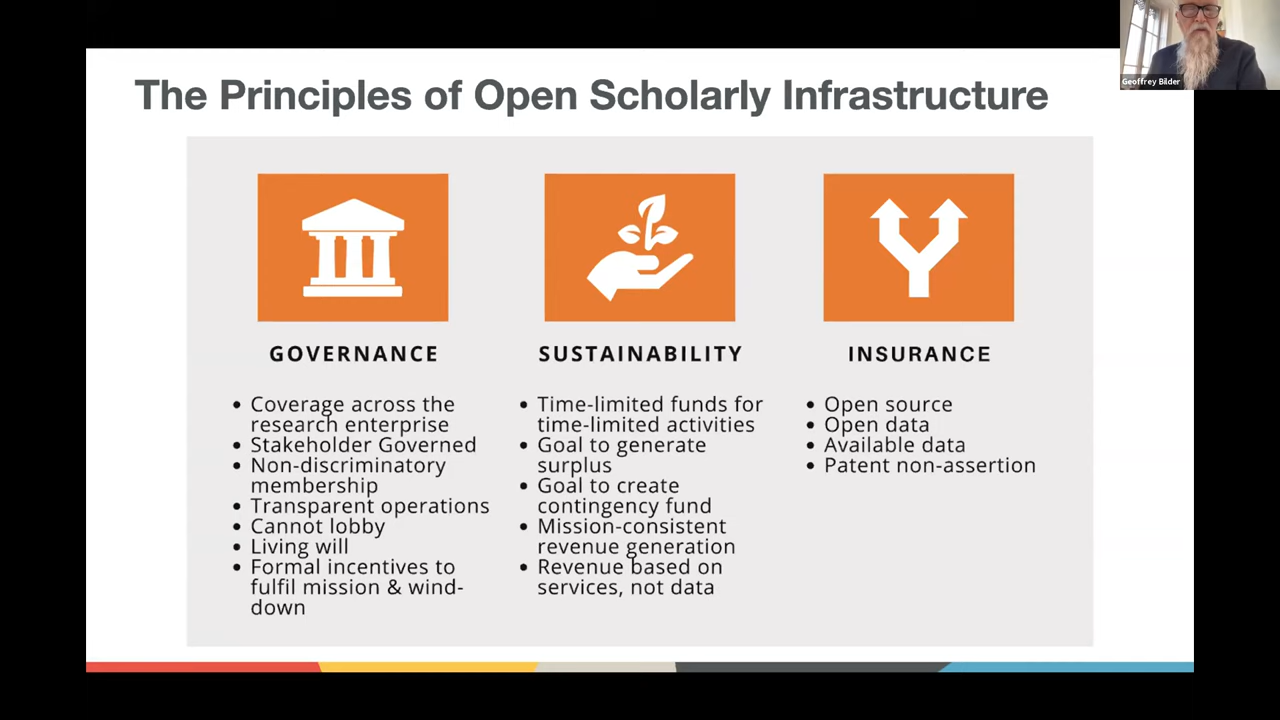 The Principles of Open Scholarly Infrastructure
Geoffrey Bilder
GOVERNANCE
• Coverage across the
research enterprise
• Stakeholder Governed
• Non-discriminatory
membership
• Transparent operations
• Cannot lobby
• Living will
• Formal incentives to
fulfil mission & wind-
down
SUSTAINABILITY
• Time-limited funds for
time-limited activities
• Goal to generate
surplus
• Goal to create
contingency fund
• Mission-consistent
revenue generation
• Revenue based on
services, not data
INSURANCE
• Open source
• Open data
• Available data
• Patent non-assertion